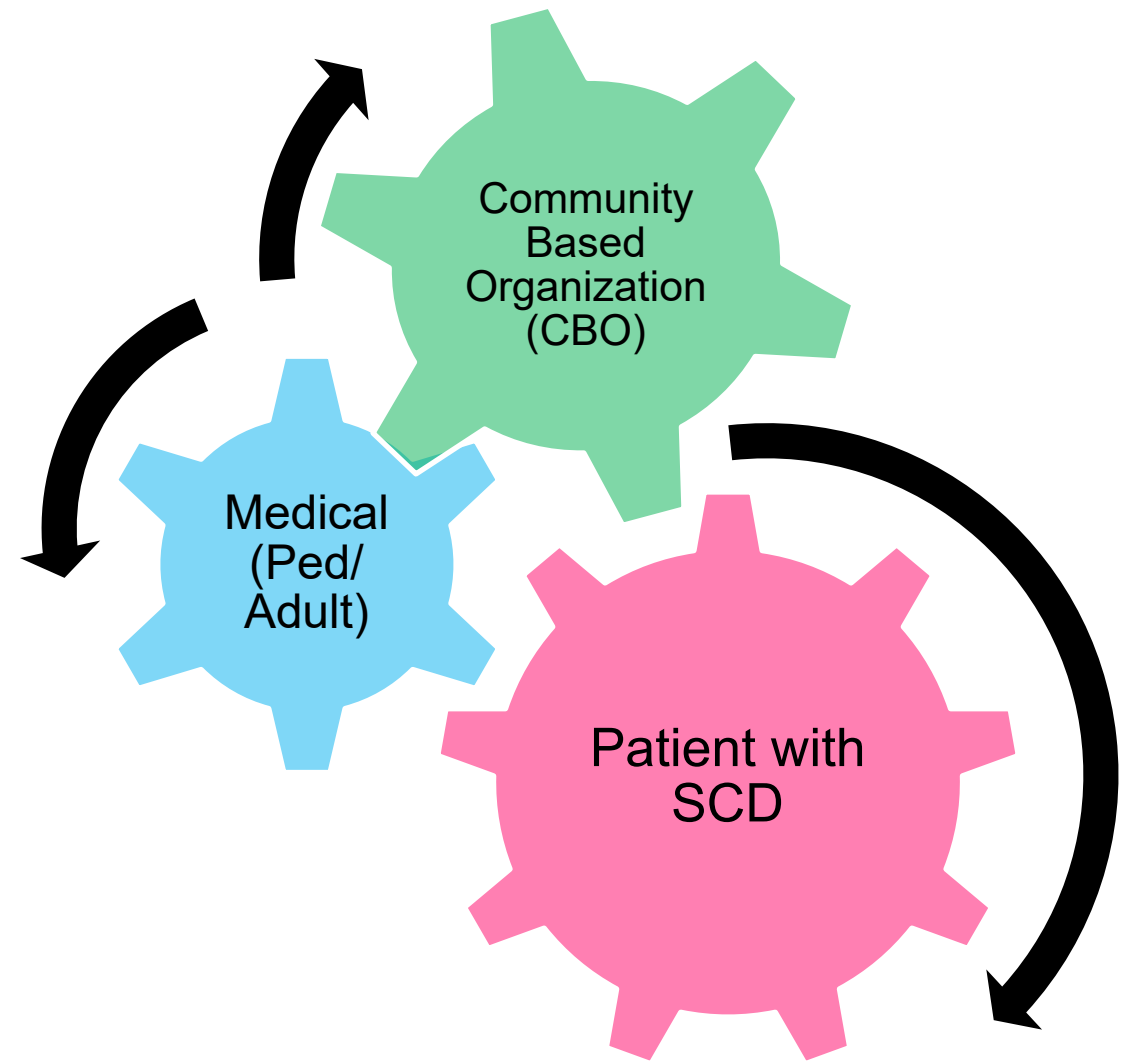 Community
Based
Organization
(CBO)
Medical
(Ped/
Adult)
Patient with
SCD